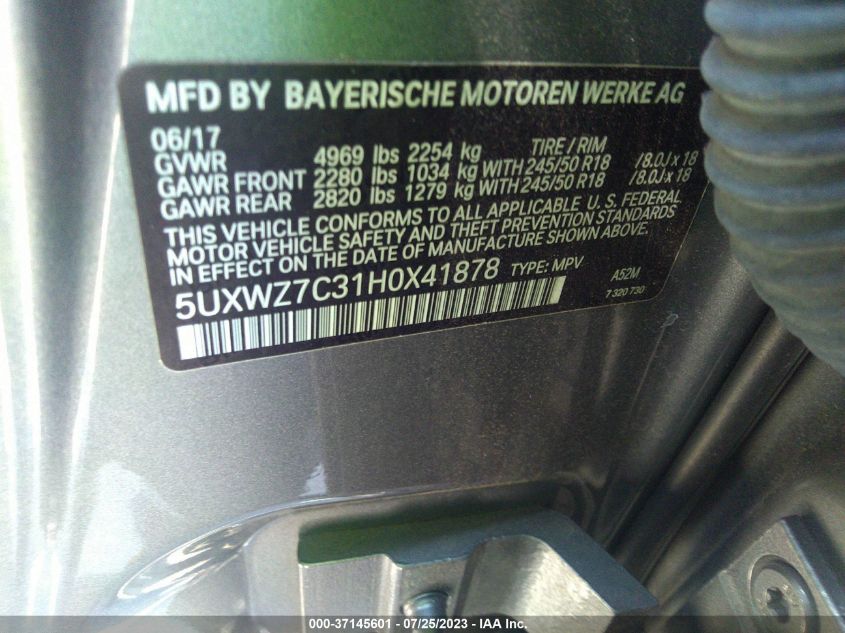 MFD BY BAYERISCHE MOTOREN WERKE AG
06/17 TIRE / RIM
GVWR 4969 lbs 2254 kg
GAWR FRONT 2280 lbs 1034 kg WITH 245/50 R18 /8.0J x 18
GAWR REAR 2820 lbs 1279 kg WITH 245/50 R18 /8.0J x 18
THIS VEHICLE CONFORMS TO ALL APPLICABLE U. S. FEDERAL
MOTOR VEHICLE SAFETY AND THEFT PREVENTION STANDARDS
IN EFFECT ON THE DATE OF MANUFACTURE SHOWN ABOVE.
5UXWZ7C31H0X41878 TYPE: MPV A52M
7 320 730
000-37145601 - 07/25/2023 - IAA Inc.